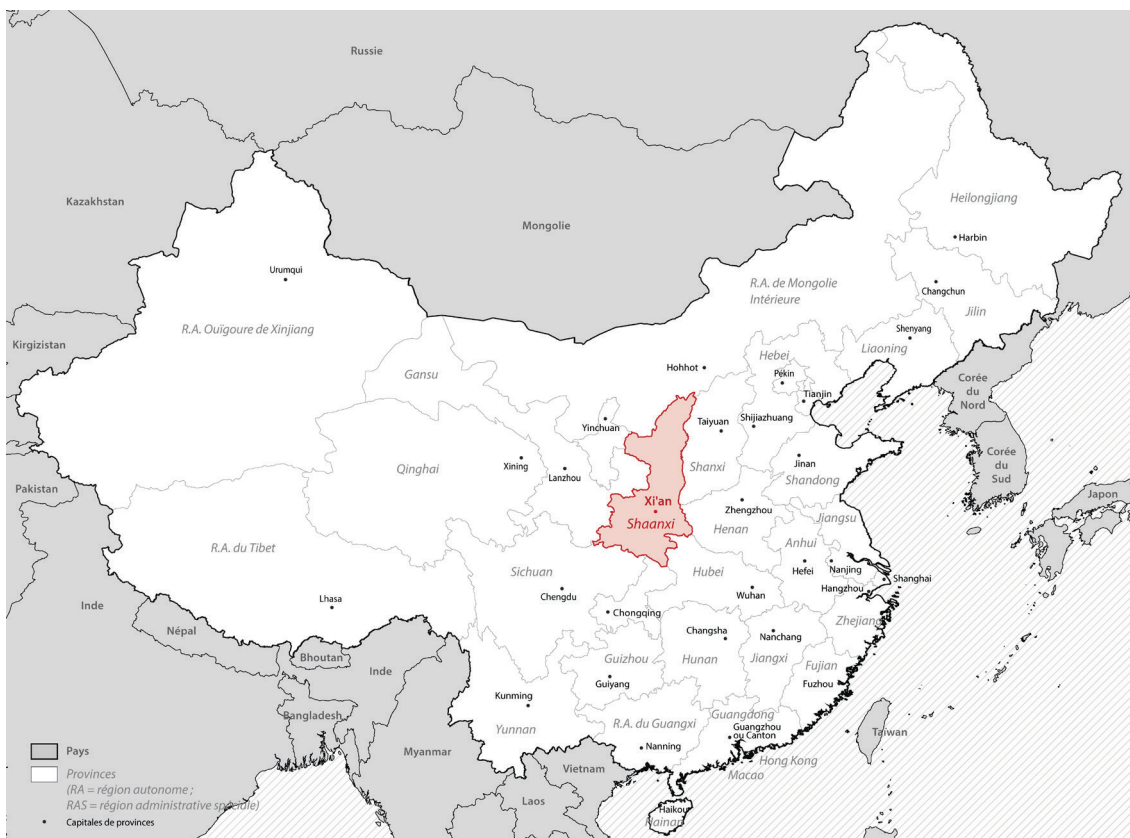 Russie
Kazakhstan
Mongolie
Heilongjiang
Harbin
Urumqui
R.A. de Mongolie
Intérieure
Changchun
Jilin
R.A. Ouïgoure de Xinjiang
Kirgizistan
Shenyang
Liaoning
Hebei
Gansu
Hohhot
Pékin
Corée
du
Nord
Tianjin
Yinchuan
Taiyuan
Shijiazhuang
Corée
du
Sud
Qinghai
Xining
Lanzhou
Shanxi
Jinan
Shandong
Pakistan
Japon
Xi'an
Shaanxi
Zhengzhou
Henan
Jiangsu
R.A. du Tibet
Anhui
Sichuan
Hubei
Hefei
Nanjing
Shanghai
Chengdu
Wuhan
Hangzhou
Inde
Lhasa
Chongqing
Zhejiang
Népal
Changsha
Nanchang
Bhoutan
Inde
Guizhou
Hunan
Jiangxi
Fujian
Guiyang
Fuzhou
Kunming
Bangladesh
Yunnan
R.A. du Guangxi
Guangdong
Guangzhou
ou Canton
Taïwan
Myanmar
Nanning
Hong Kong
Macao
Vietnam
Laos
Haikou
Hainan
Pays
Provinces
(RA = région autonome ;
RAS = région administrative spéciale)
Capitales de provinces